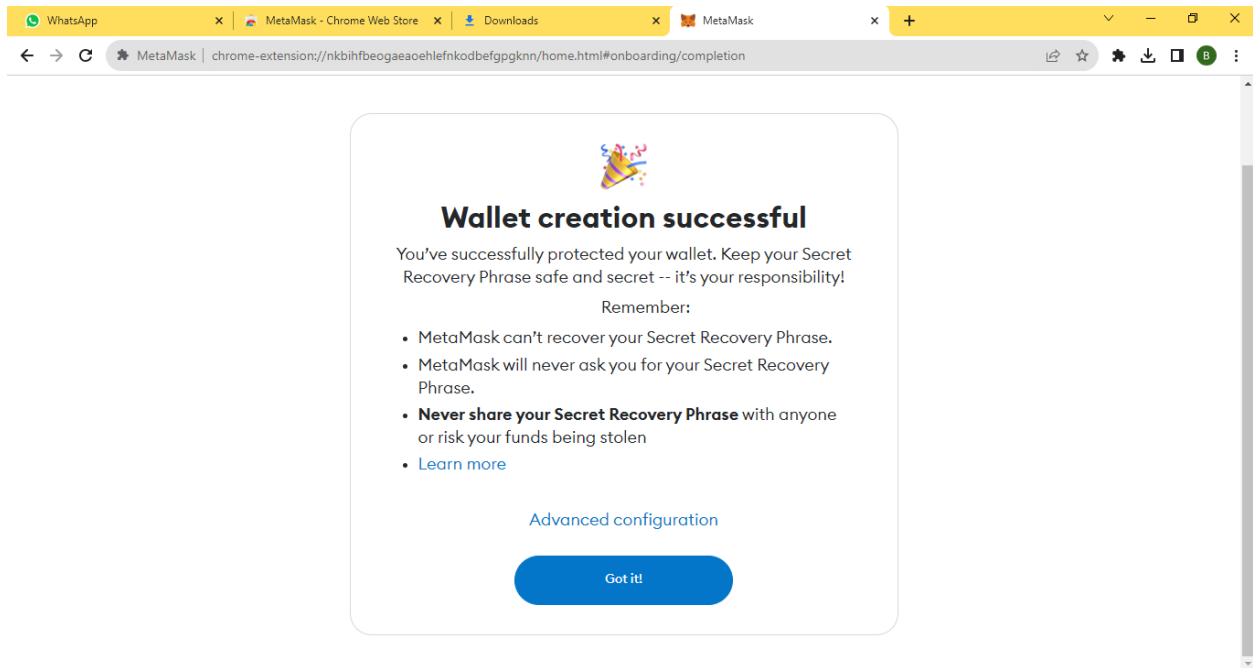 WhatsApp
MetaMask - Chrome Web Store
Downloads
MetaMask
MetaMask
chrome-extension://nkbihfbeogaeaoehlefnkodbefgpgknn/home.html#onboarding/completion
B
Wallet creation successful
You’ve successfully protected your wallet. Keep your Secret
Recovery Phrase safe and secret -- it’s your responsibility!
Remember:
• MetaMask can’t recover your Secret Recovery Phrase.
• MetaMask will never ask you for your Secret Recovery
Phrase.
• Never share your Secret Recovery Phrase with anyone
or risk your funds being stolen
• Learn more
Advanced configuration
Got it!